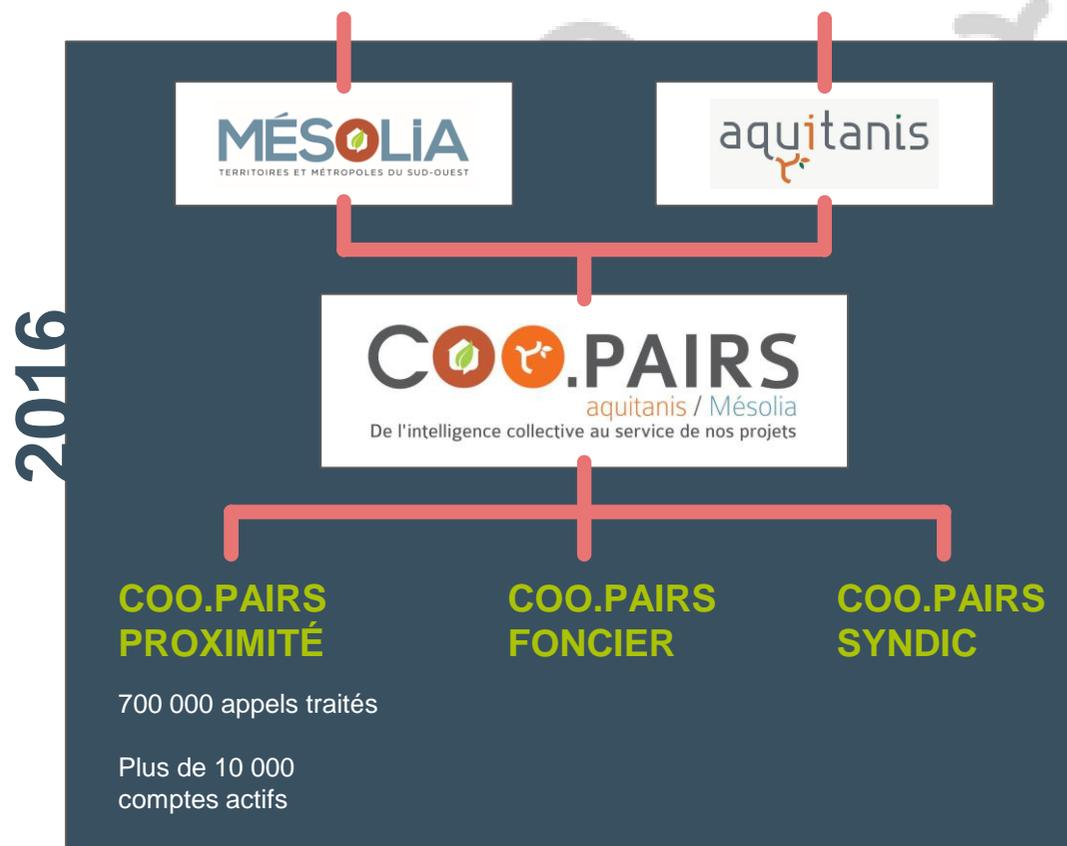 MÉSOLiA
TERRITOIRES ET MÉTROPOLES DU SUD-OUEST
aquitanis
2016
COO.PAIRS
aquitanis / Mésolia
De l'intelligence collective au service de nos projets
COO.PAIRS
PROXIMITÉ
700 000 appels traités
Plus de 10 000
comptes actifs
COO.PAIRS
FONCIER
COO.PAIRS
SYNDIC